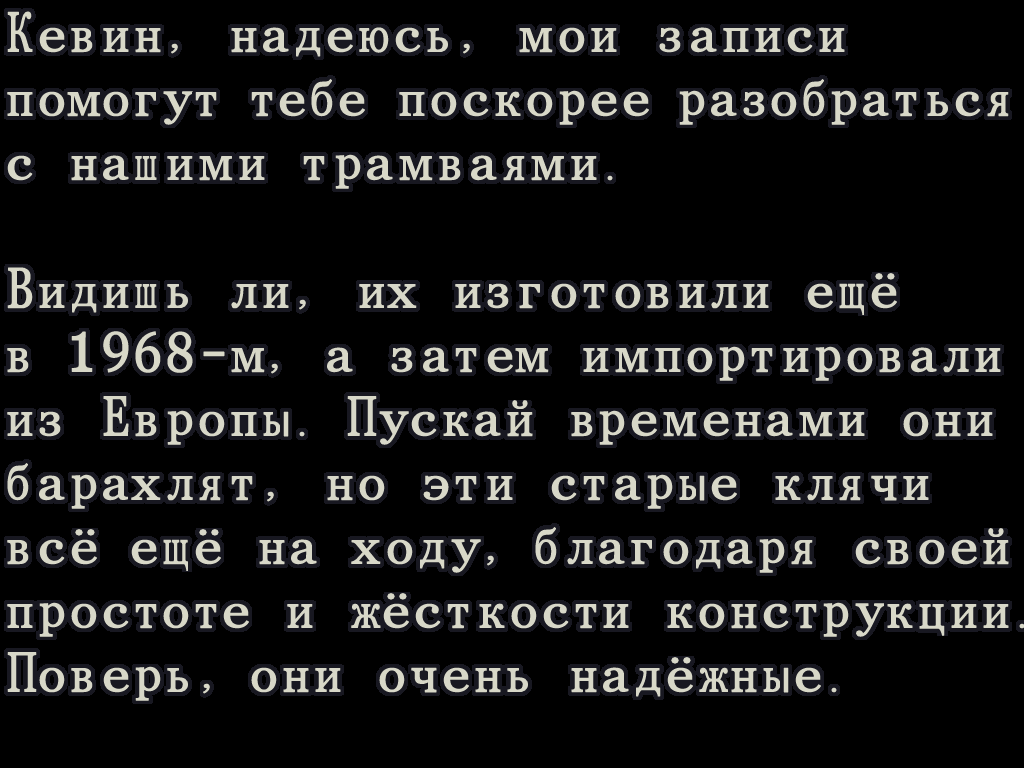 Кевин, надеюсь, мои записи
помогут тебе поскорее разобраться
с нашими трамваями.
Видишь ли, их изготовили ещё
в 1968-м, а затем импортировали
из Европы. Пускай временами они
барахлят, но эти старые клячи
всё ещё на ходу, благодаря своей
простоте и жёсткости конструкции.
Поверь, они очень надёжные.